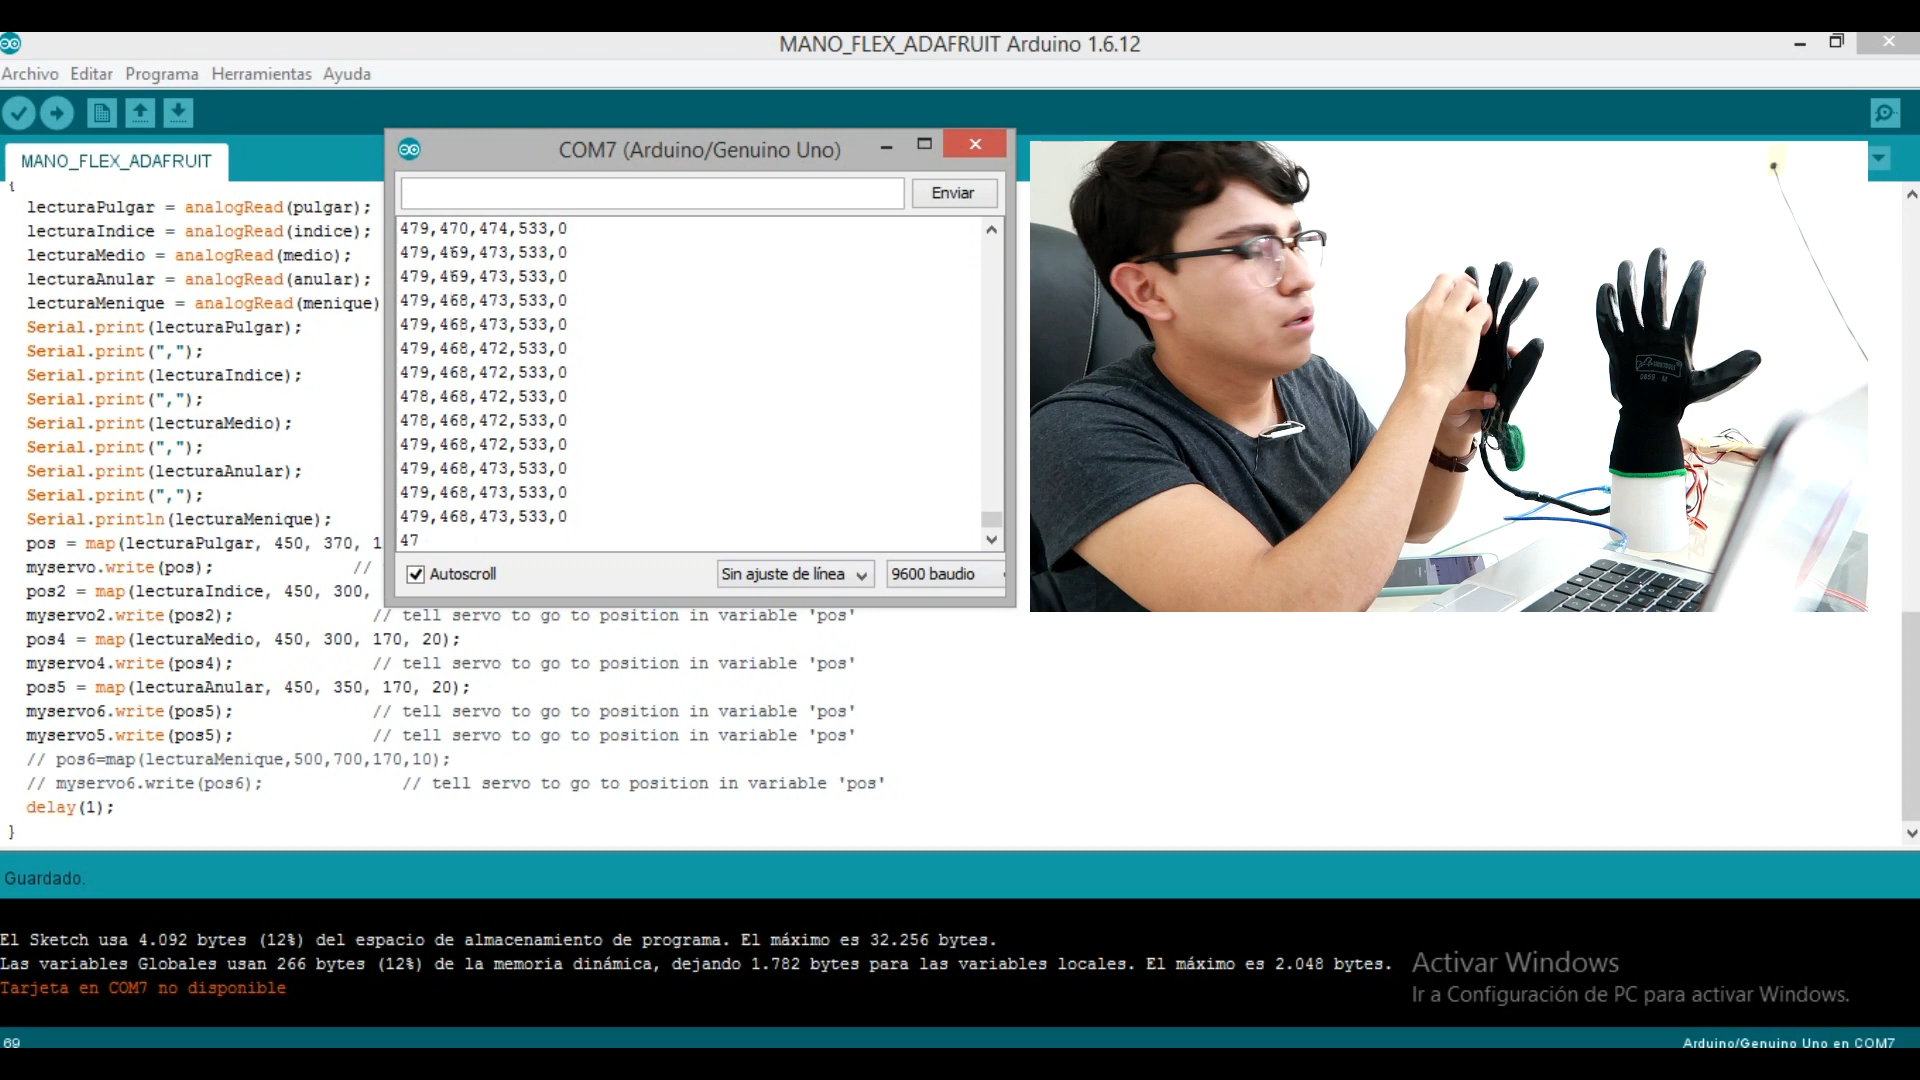 MANO_FLEX_ADAFRUIT Arduino 1.6.12
Archivo Editar Programa Herramientas Ayuda
MANO_FLEX_ADAFRUIT
{
lecturaPulgar = analogRead(pulgar);
lecturaIndice = analogRead(indice);
lecturaMedio = analogRead(medio);
lecturaAnular = analogRead(anular);
lecturaMenique = analogRead(menique)
Serial.print(lecturaPulgar);
Serial.print(",");
Serial.print(lecturaIndice);
Serial.print(",");
Serial.print(lecturaMedio);
Serial.print(",");
Serial.print(lecturaAnular);
Serial.print(",");
Serial.println(lecturaMenique);
pos = map(lecturaPulgar, 450, 370, 1
myservo.write(pos); //
pos2 = map(lecturaIndice, 450, 300,
myservo2.write(pos2); // tell servo to go to position in variable 'pos'
pos4 = map(lecturaMedio, 450, 300, 170, 20);
myservo4.write(pos4); // tell servo to go to position in variable 'pos'
pos5 = map(lecturaAnular, 450, 350, 170, 20);
myservo6.write(pos5); // tell servo to go to position in variable 'pos'
myservo5.write(pos5); // tell servo to go to position in variable 'pos'
// pos6=map(lecturaMenique,500,700,170,10);
// myservo6.write(pos6); // tell servo to go to position in variable 'pos'
delay(1);
}
COM7 (Arduino/Genuino Uno)
Enviar
479,470,474,533,0
479,469,473,533,0
479,469,473,533,0
479,468,473,533,0
479,468,473,533,0
479,468,472,533,0
479,468,472,533,0
478,468,472,533,0
478,468,472,533,0
479,468,472,533,0
479,468,473,533,0
479,468,473,533,0
479,468,473,533,0
47
Autoscroll
Sin ajuste de línea
9600 baudio
Guardado.
El Sketch usa 4.092 bytes (12%) del espacio de almacenamiento de programa. El máximo es 32.256 bytes.
Las variables Globales usan 266 bytes (12%) de la memoria dinámica, dejando 1.782 bytes para las variables locales. El máximo es 2.048 bytes.
Tarjeta en COM7 no disponible
Activar Windows
Ir a Configuración de PC para activar Windows.
69
Arduino/Genuino Uno en COM7